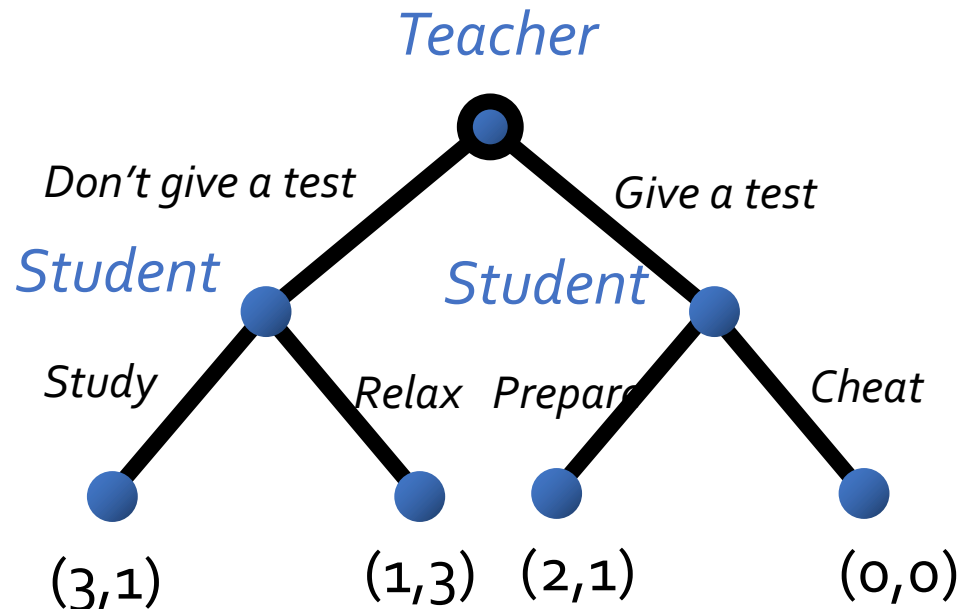 Teacher
Don't give a test
Give a test
Student
Student
Study
Relax
Prepare
Cheat
(3,1)
(1,3)
(2,1)
(0,0)